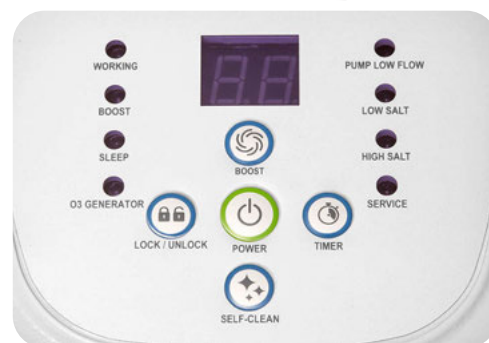 WORKING
BOOST
SLEEP
O3 GENERATOR
88
PUMP LOW FLOW
LOW SALT
HIGH SALT
SERVICE
BOOST
LOCK / UNLOCK
POWER
TIMER
SELF-CLEAN